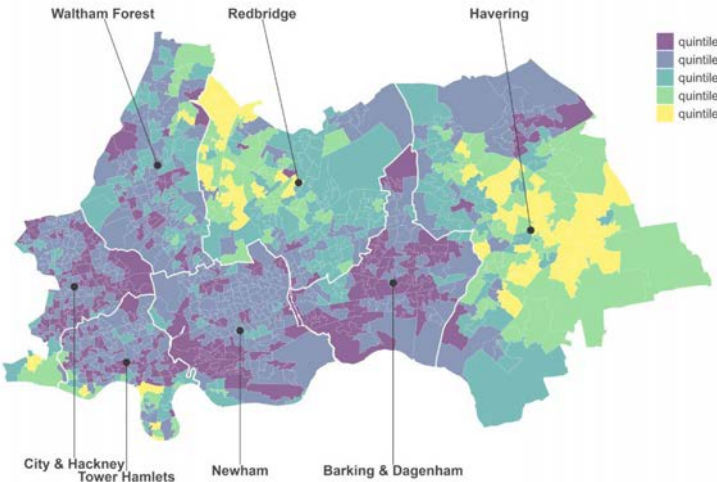 Waltham Forest
Redbridge
Havering
quintile
quintile
quintile
quintile
quintile
City & Hackney
Tower Hamlets
Newham
Barking & Dagenham